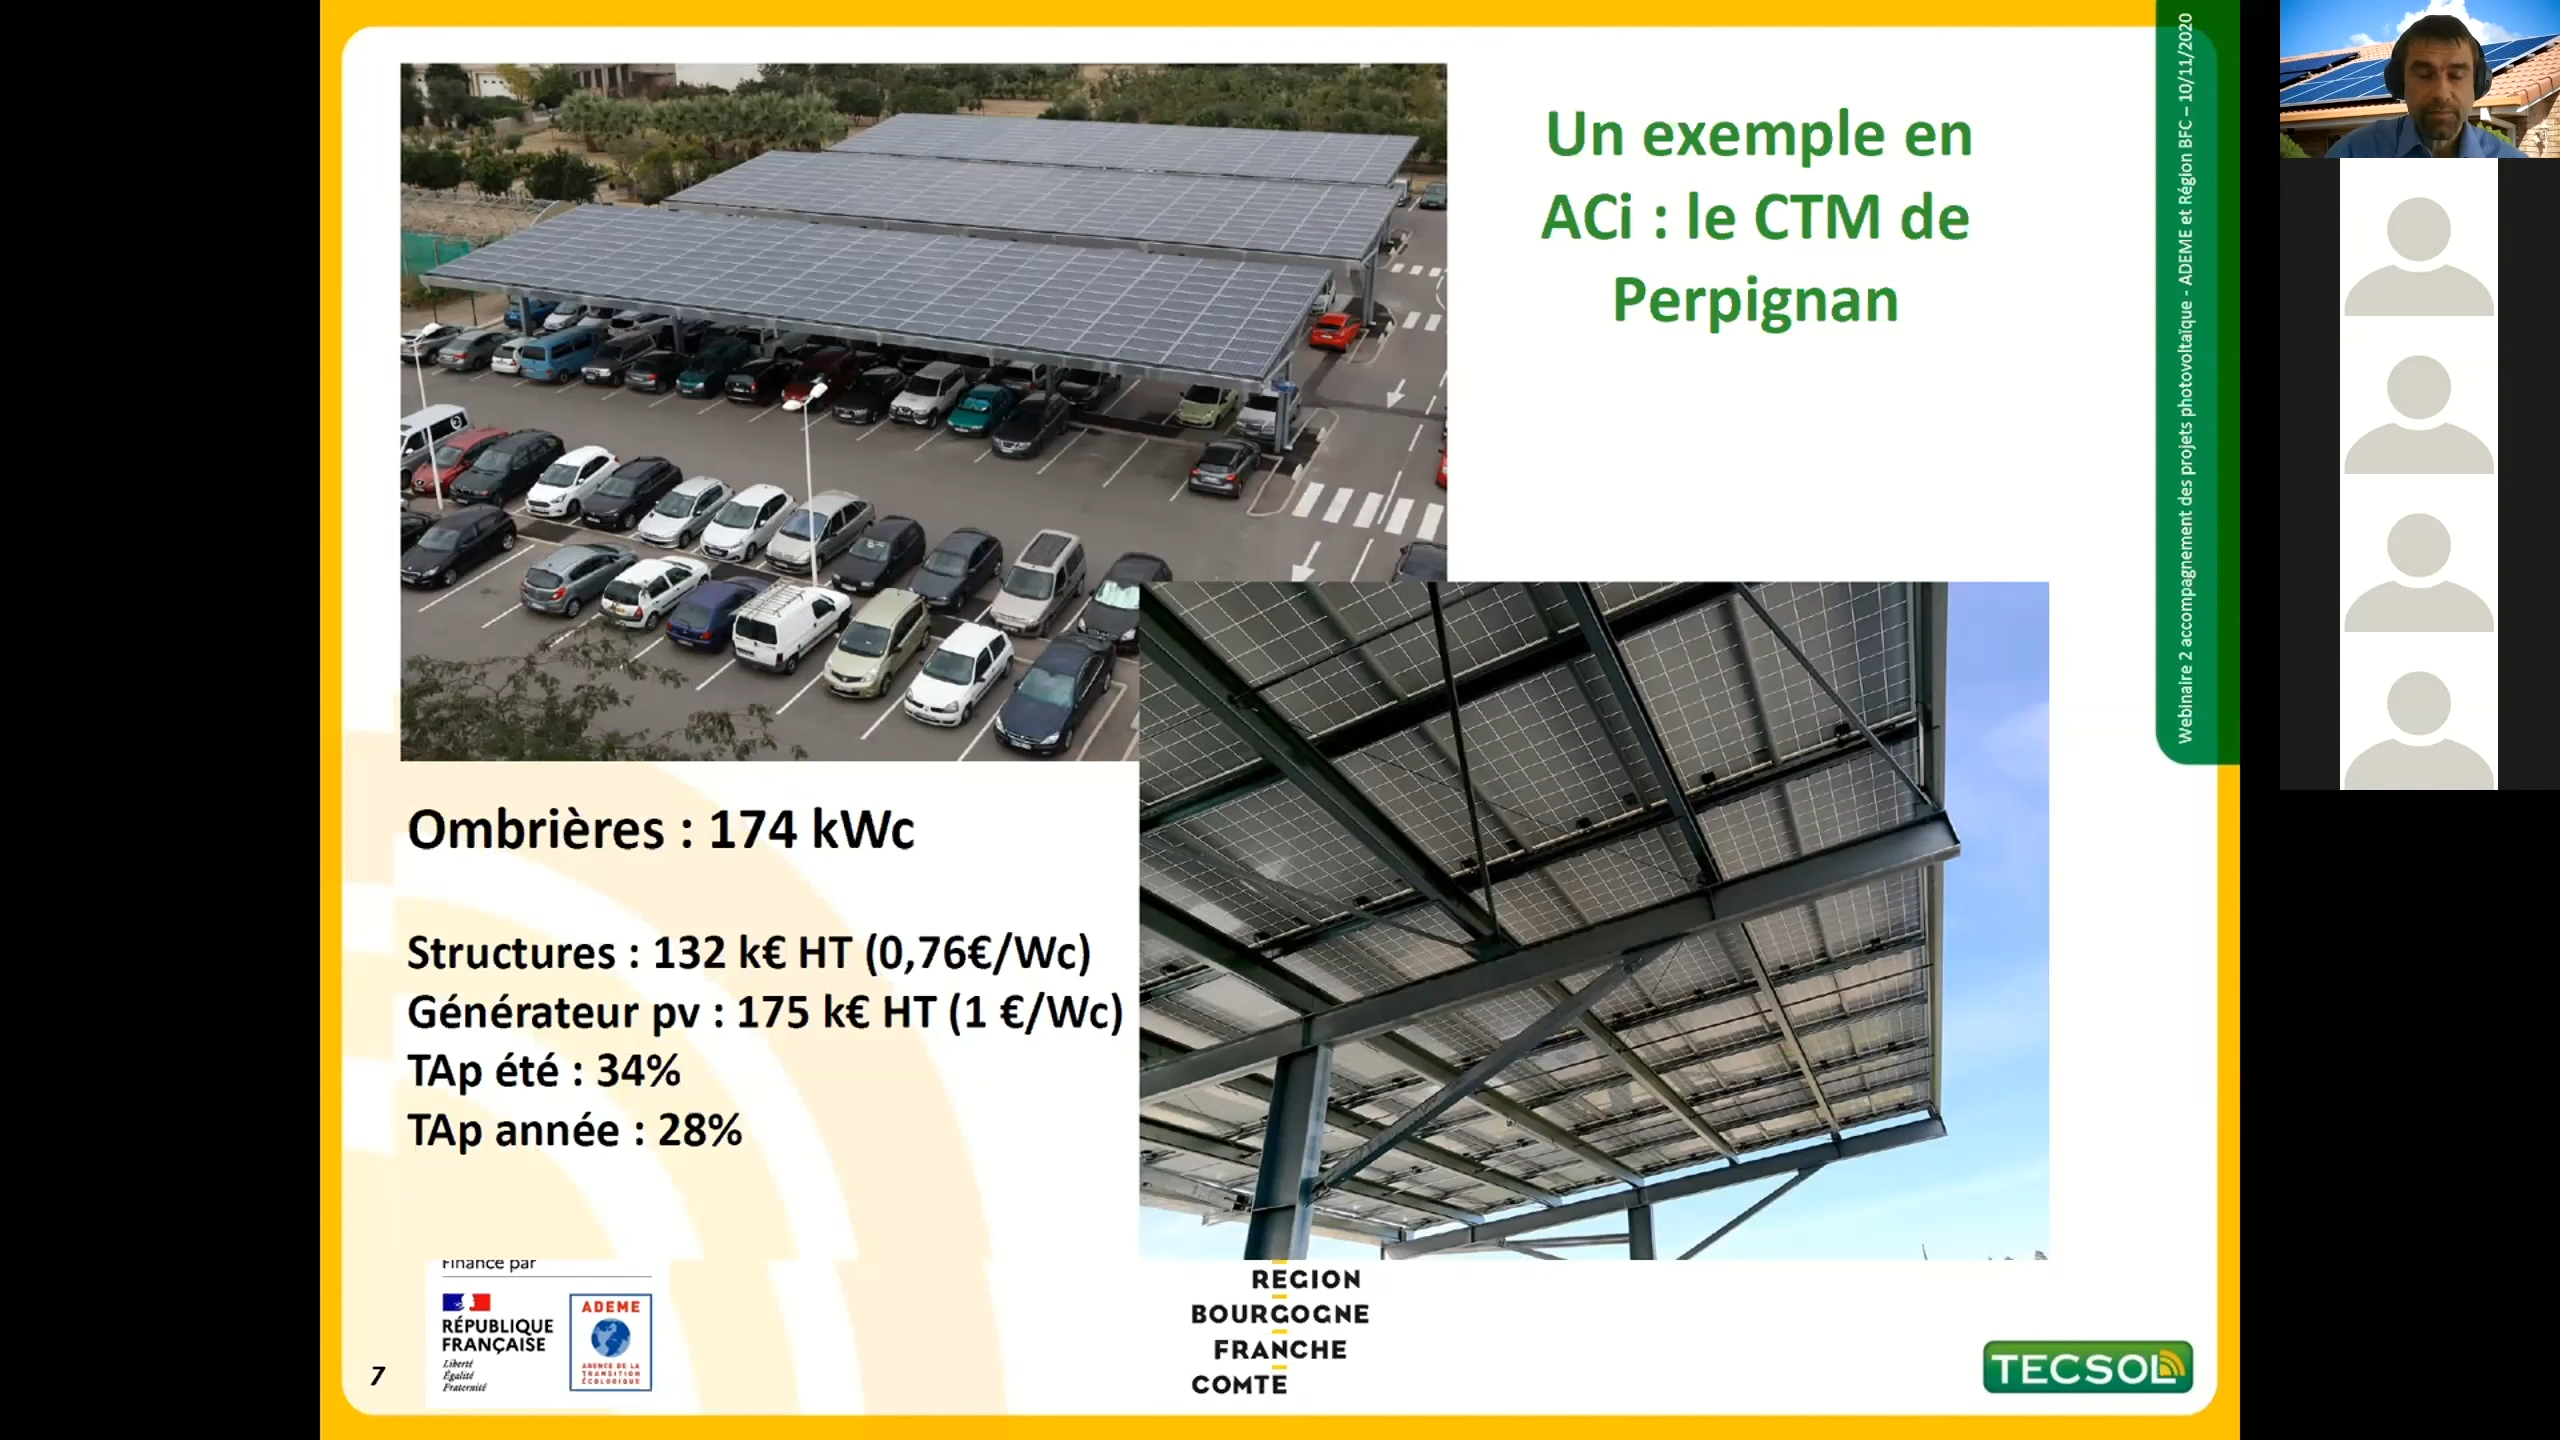 Un exemple en
ACi : le CTM de
Perpignan
Webinaire 2 accompagnement des projets photovoltaïque - ADEME et Région BFC – 10/11/2020
Ombrières : 174 kWc
Structures : 132 k€ HT (0,76€/Wc)
Générateur pv : 175 k€ HT (1 €/Wc)
TAp été : 34%
TAp année : 28%
Financé par
RÉPUBLIQUE
FRANÇAISE
Liberté
Égalité
Fraternité
ADEME
AGENCE DE LA
TRANSITION
ÉCOLOGIQUE
REGION
BOURGOGNE
FRANCHE
COMTE
TECSOL
7